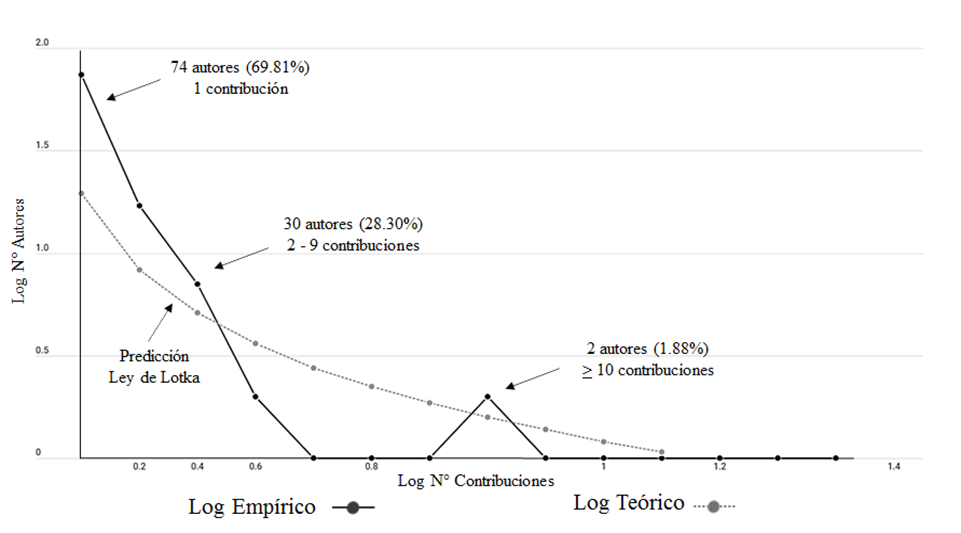 2.0
74 autores (69.81%)
1 contribución
1.5
30 autores (28.30%)
2 - 9 contribuciones
1.0
Log N° Autores
0.5
Predicción
Ley de Lotka
2 autores (1.88%)
≥ 10 contribuciones
0
0.2 0.4 0.6 0.8 1 1.2 1.4
Log N° Contribuciones
Log Empírico
Log Teórico